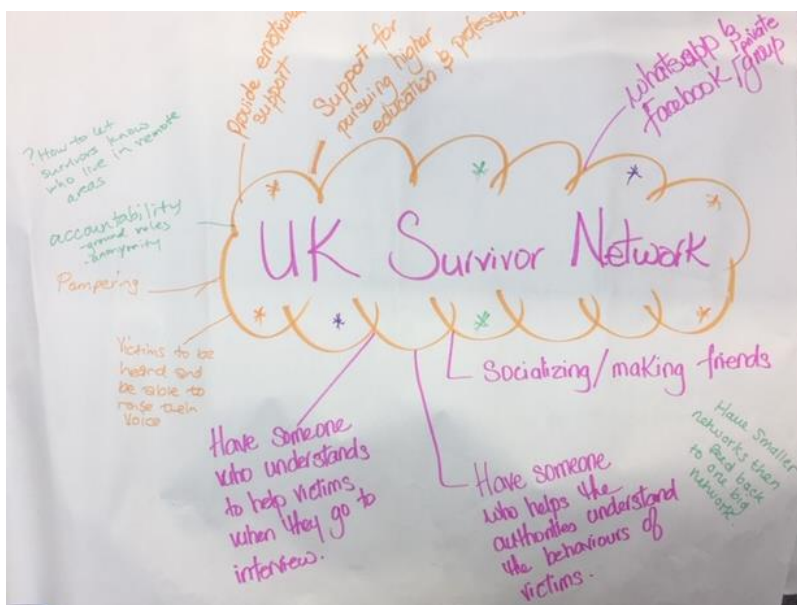 Provide emotional
support
Support for
pursuing higher
education & profession
Whatsapp &
private
Facebook/group
? How to let
survivors know
who live in remote
areas
accountability
- ground rules
- anonymity
Pampering
Victims to be
heard and
be able to
raise their
Voice
UK Survivor Network
Socializing/making friends
Have someone
who understands
to help victims
when they go to
interview.
Have someone
who helps the
authorities understand
the behaviours of
victims.
Have smaller
networks then
to feed back
to one big
network.